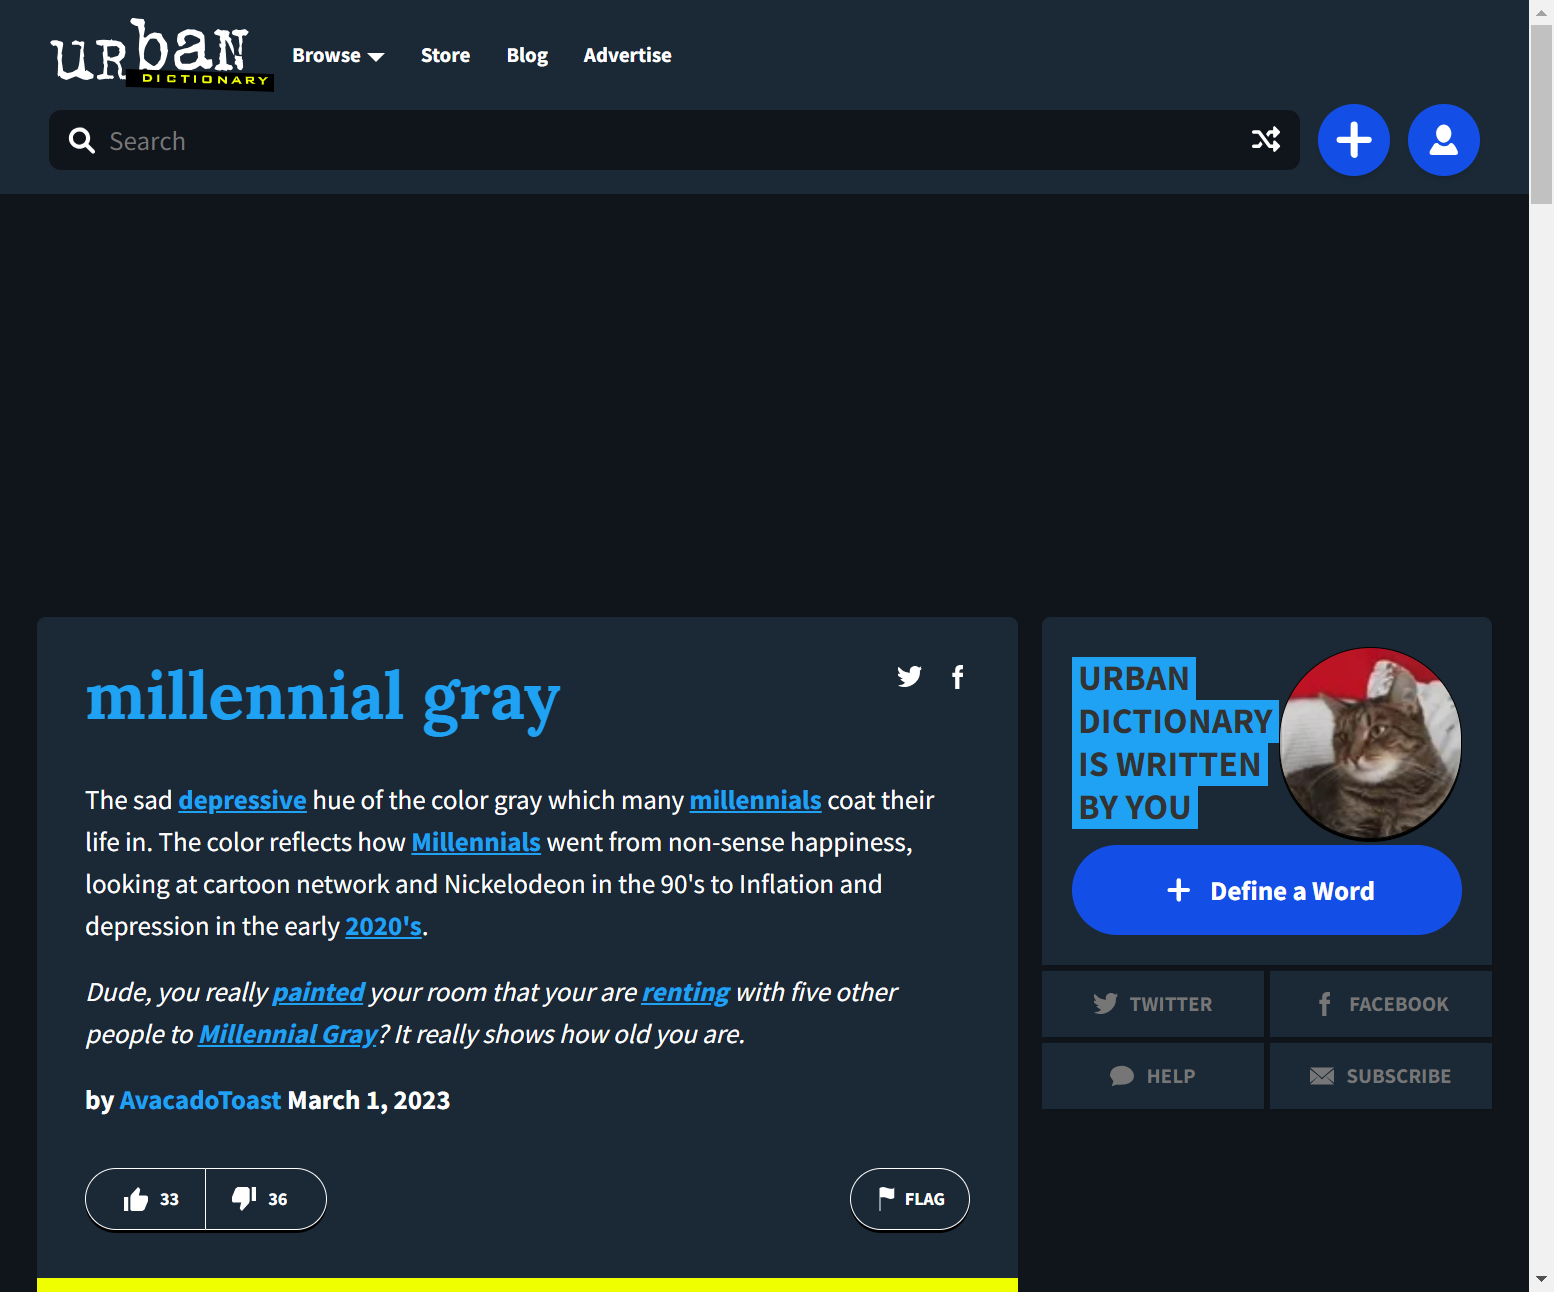 urban
DICTIONARY
Browse
Store
Blog
Advertise
Search
millennial gray
The sad depressive hue of the color gray which many millennials coat their
life in. The color reflects how Millennials went from non-sense happiness,
looking at cartoon network and Nickelodeon in the 90's to Inflation and
depression in the early 2020's.
Dude, you really painted your room that your are renting with five other
people to Millennial Gray? It really shows how old you are.
by AvacadoToast March 1, 2023
33
36
FLAG
URBAN
DICTIONARY
IS WRITTEN
BY YOU
Define a Word
TWITTER
FACEBOOK
HELP
SUBSCRIBE